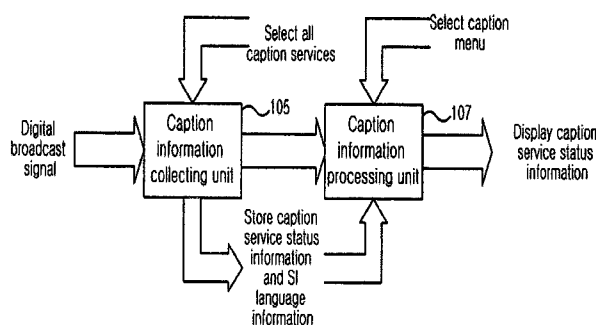 Select all
caption services
Select caption
menu
105
107
Digital
broadcast
signal
Caption
information
collecting unit
Caption
information
processing unit
Display caption
service status
information
Store caption
service status
information
and SI
language
information